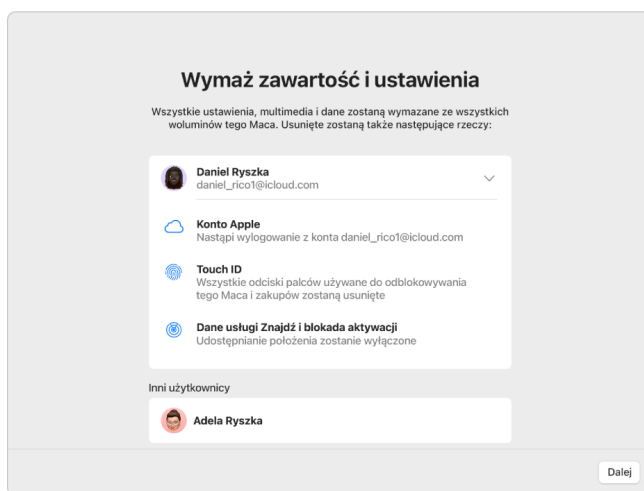 Wymaż zawartość i ustawienia
Wszystkie ustawienia, multimedia i dane zostaną wymazane ze wszystkich
woluminów tego Maca. Usunięte zostaną także następujące rzeczy:
Daniel Ryszka
daniel_rico1@icloud.com
Konto Apple
Nastąpi wylogowanie z konta daniel_rico1@icloud.com
Touch ID
Wszystkie odciski palców używane do odblokowywania
tego Maca i zakupów zostaną usunięte
Dane usługi Znajdź i blokada aktywacji
Udostępnianie położenia zostanie wyłączone
Inni użytkownicy
Adela Ryszka
Dalej